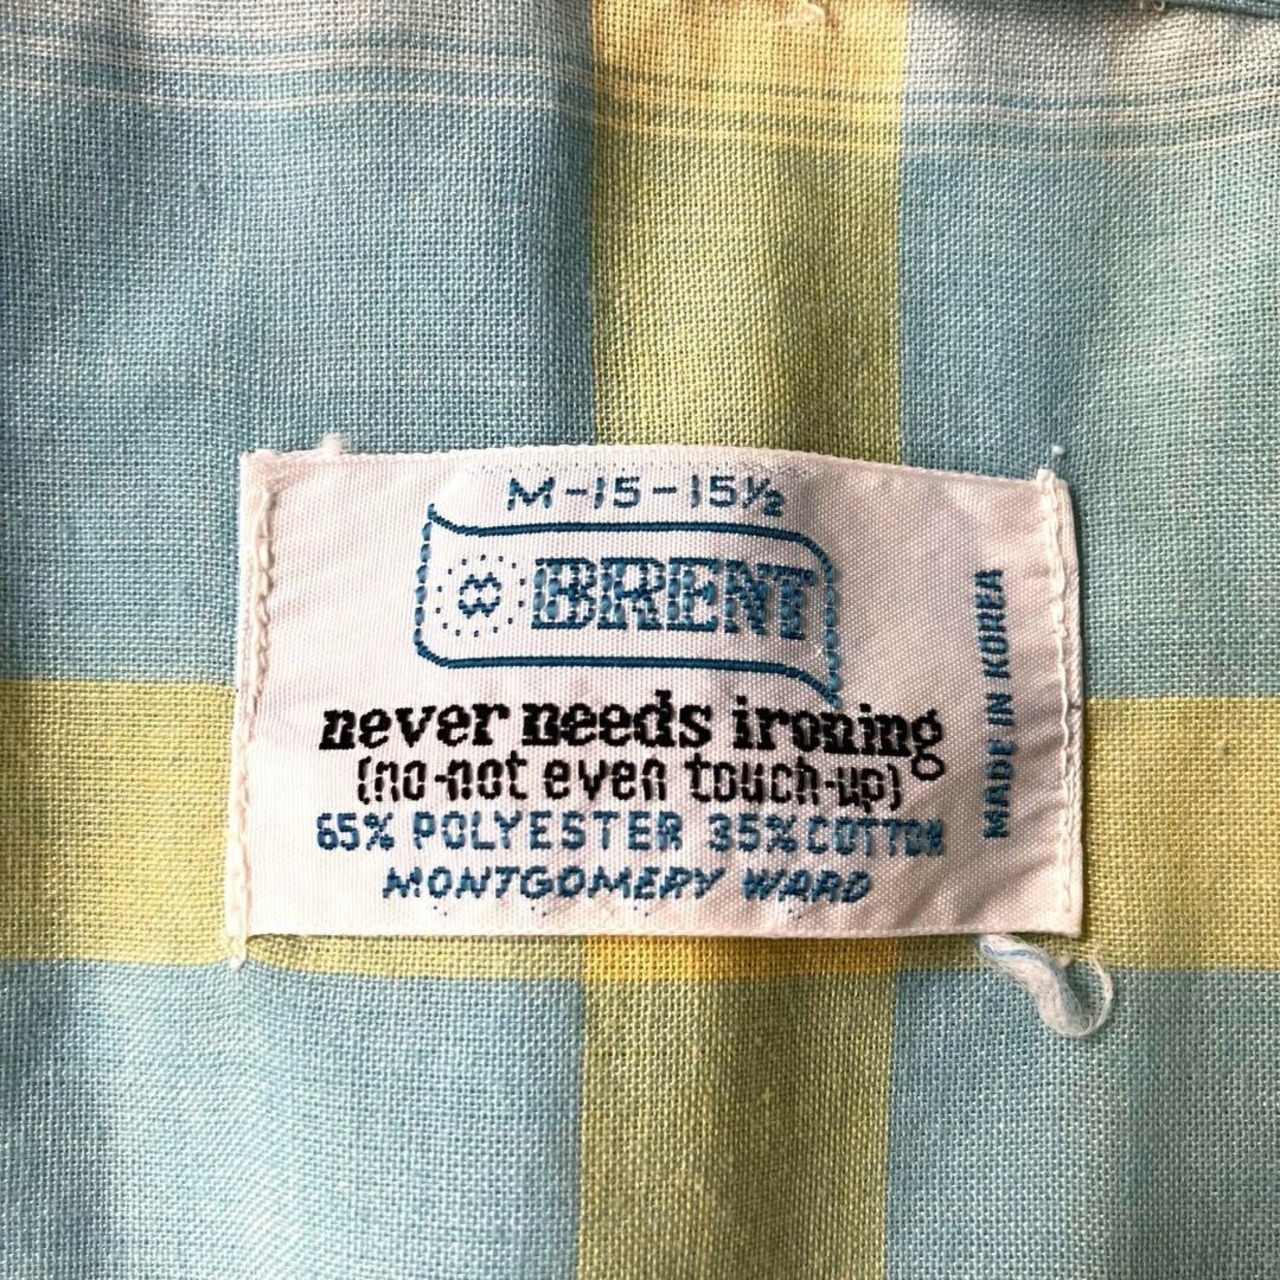 M-15-15½
BRENT
never needs ironing
(no-not even touch-up)
65% POLYESTER 35% COTTON
MONTGOMERY WARD
MADE IN KOREA